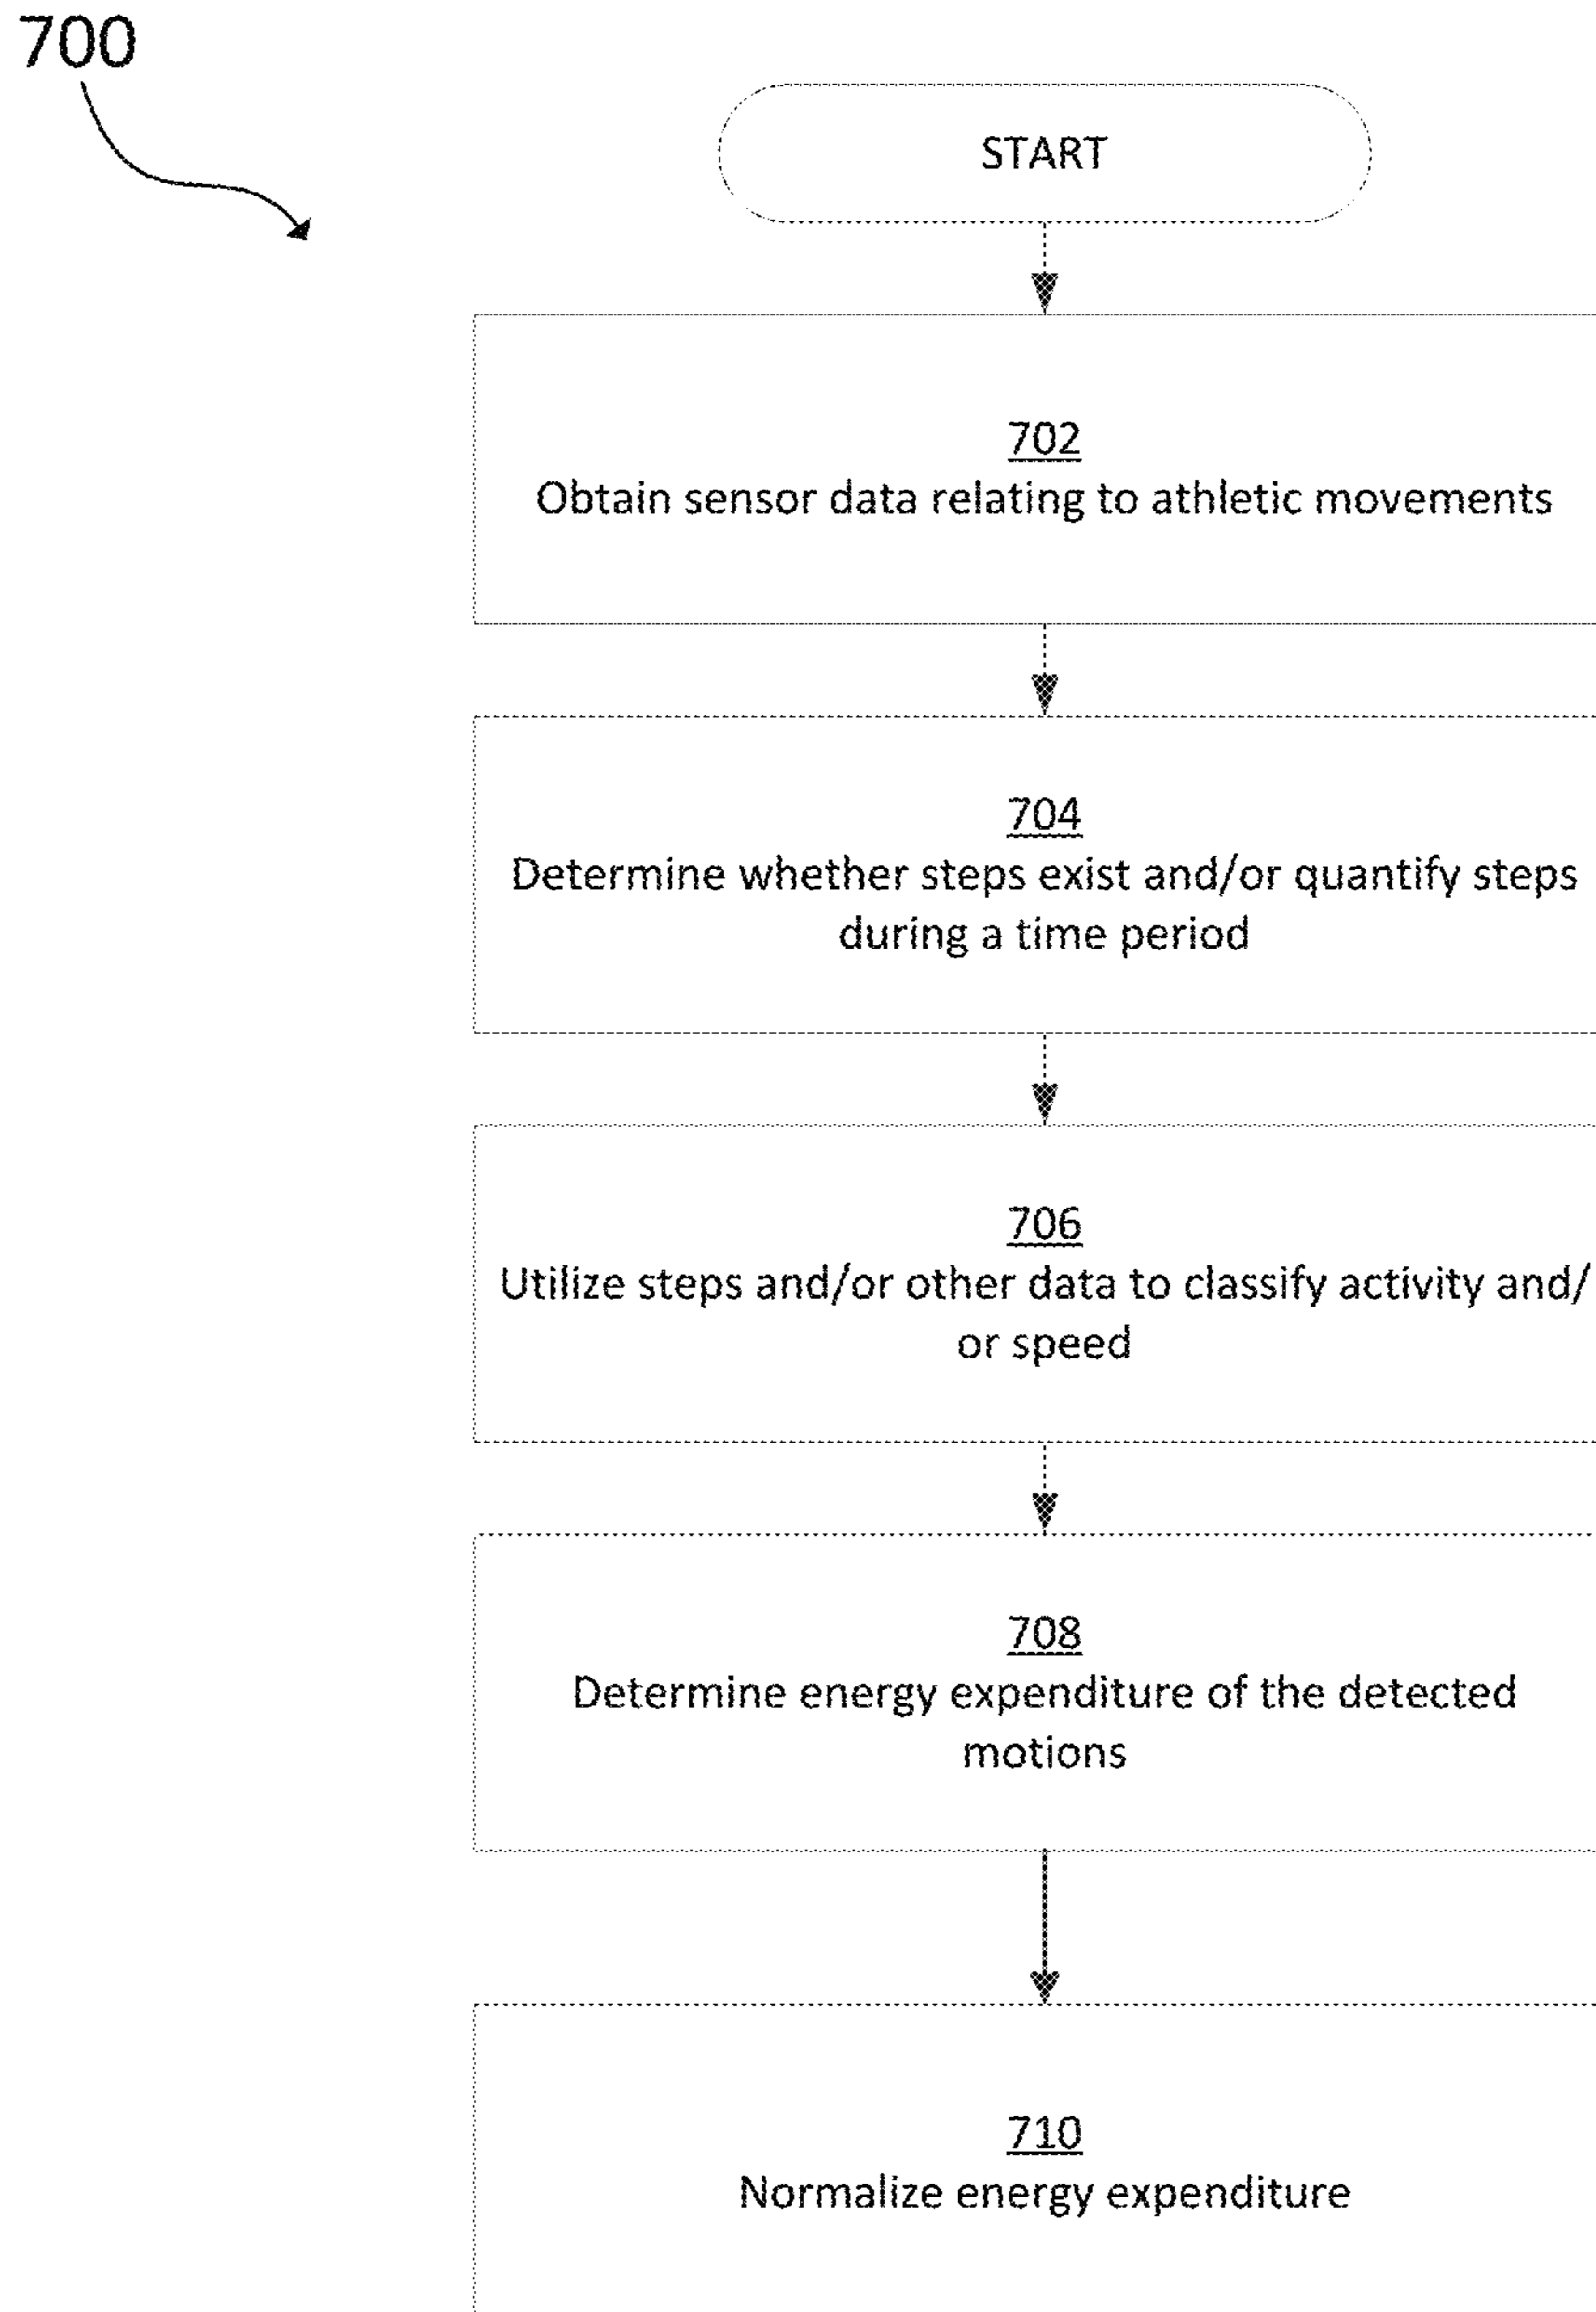 700
START
702
Obtain sensor data relating to athletic movements
704
Determine whether steps exist and/or quantify steps
during a time period
706
Utilize steps and/or other data to classify activity and/
or speed
708
Determine energy expenditure of the detected
motions
710
Normalize energy expenditure